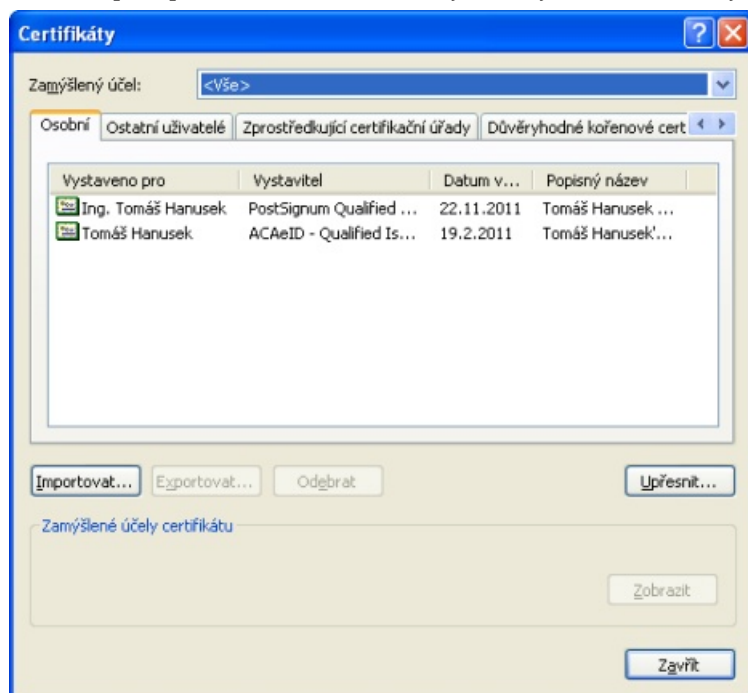 Certifikáty
Zamýšlený účel: <Vše>
Osobní Ostatní uživatelé Zprostředkující certifikační úřady Důvěryhodné kořenové cert
Vystaveno pro Vystavitel Datum v... Popisný název
Ing. Tomáš Hanusek PostSignum Qualified ... 22.11.2011 Tomáš Hanusek ...
Tomáš Hanusek ACAeID - Qualified Is... 19.2.2011 Tomáš Hanusek'...
Importovat... Exportovat... Odebrat Upřesnit...
Zamýšlené účely certifikátu
Zobrazit
Zavřít